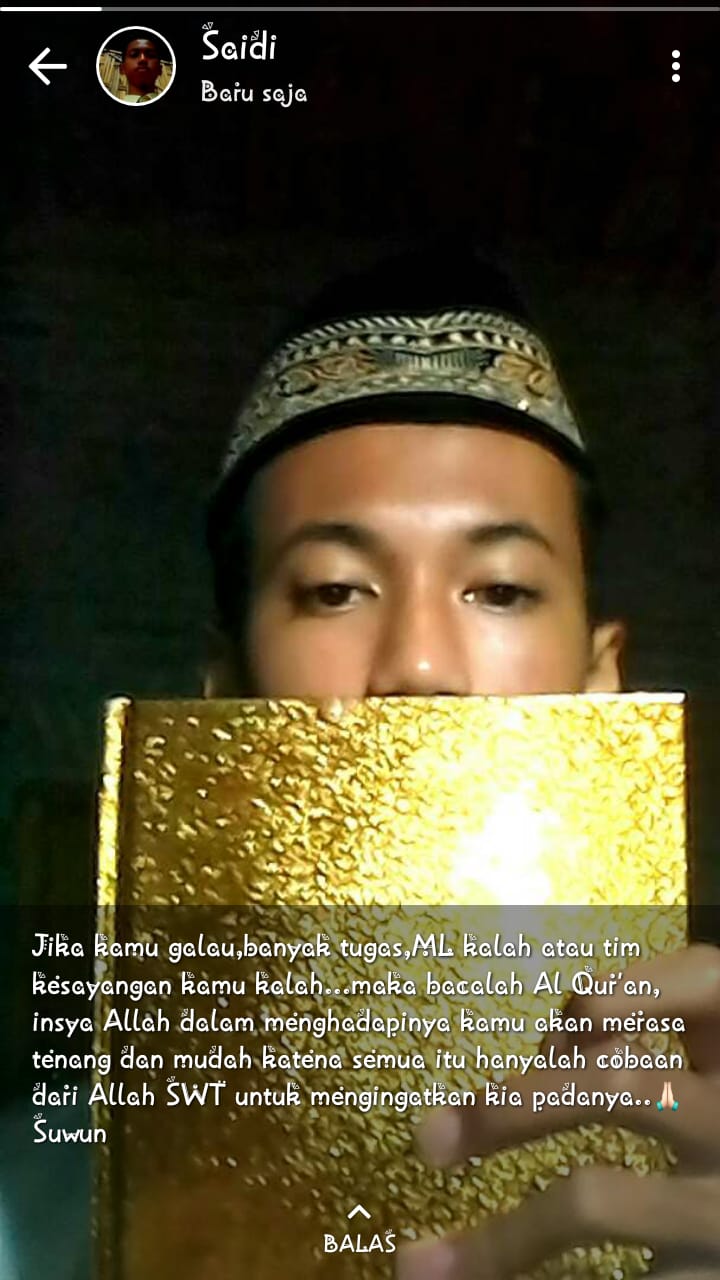 Saidi
Baru saja
Jika kamu galau,banyak tugas,ML kalah atau tim
kesayangan kamu kalah...maka bacalah Al Qur'an,
insya Allah dalam menghadapinya kamu akan merasa
tenang dan mudah katena semua itu hanyalah cobaan
dari Allah SWT untuk mengingatkan kia padanya..🙏🏻
Suwun
BALAS